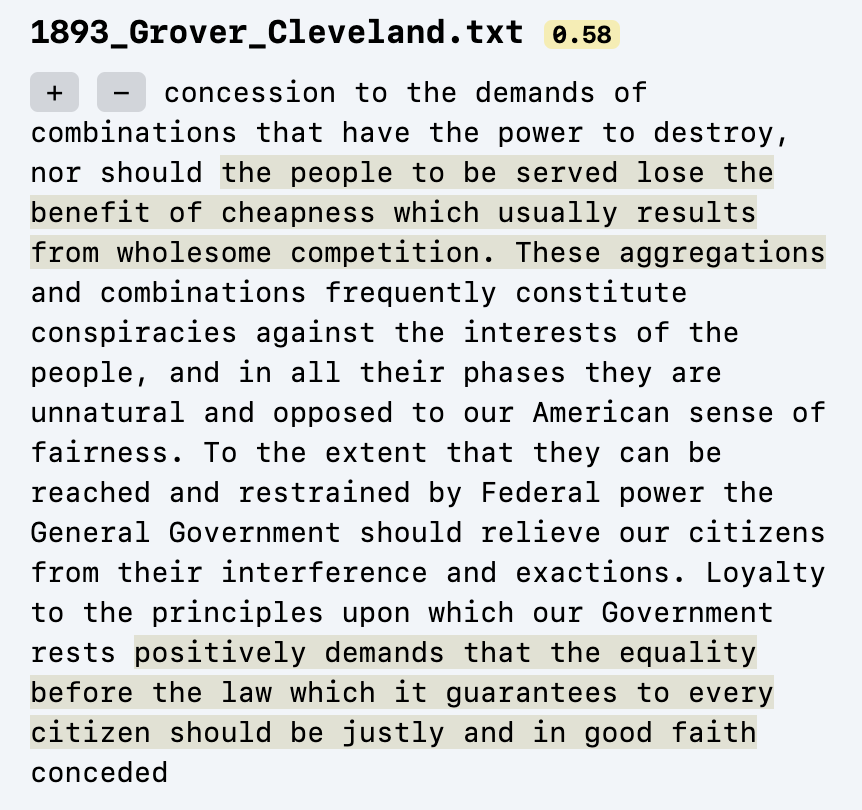 1893_Grover_Cleveland.txt 0.58
+ − concession to the demands of
combinations that have the power to destroy,
nor should the people to be served lose the
benefit of cheapness which usually results
from wholesome competition. These aggregations
and combinations frequently constitute
conspiracies against the interests of the
people, and in all their phases they are
unnatural and opposed to our American sense of
fairness. To the extent that they can be
reached and restrained by Federal power the
General Government should relieve our citizens
from their interference and exactions. Loyalty
to the principles upon which our Government
rests positively demands that the equality
before the law which it guarantees to every
citizen should be justly and in good faith
conceded